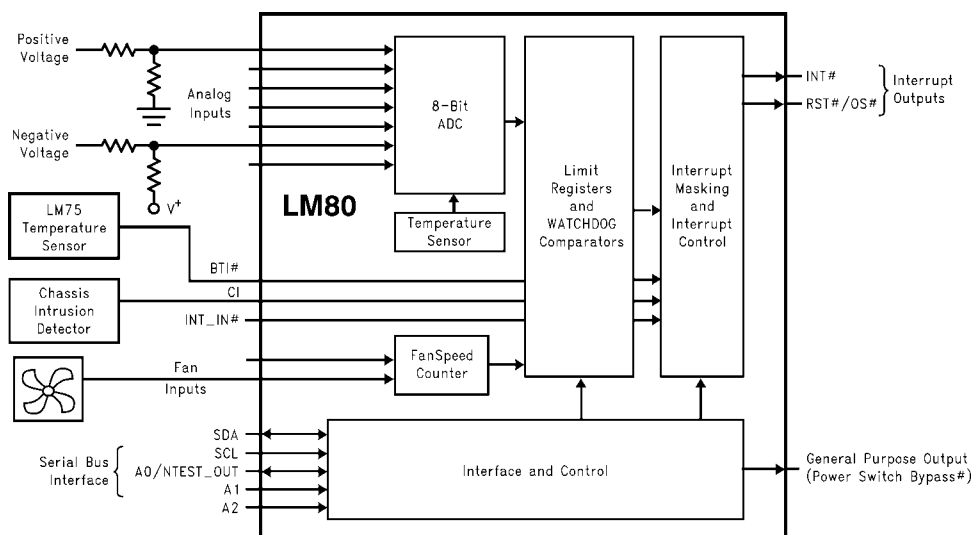 Positive
Voltage
Analog
Inputs
Negative
Voltage
V+
8-Bit
ADC
LM80
Temperature
Sensor
Limit
Registers
and
WATCHDOG
Comparators
Interrupt
Masking
and
Interrupt
Control
INT#
RST#/OS#
Interrupt
Outputs
LM75
Temperature
Sensor
BTI#
Chassis
Intrusion
Detector
CI
INT_IN#
Fan
Inputs
FanSpeed
Counter
Serial Bus
Interface
SDA
SCL
A0/NTEST_OUT
A1
A2
Interface and Control
General Purpose Output
(Power Switch Bypass#)